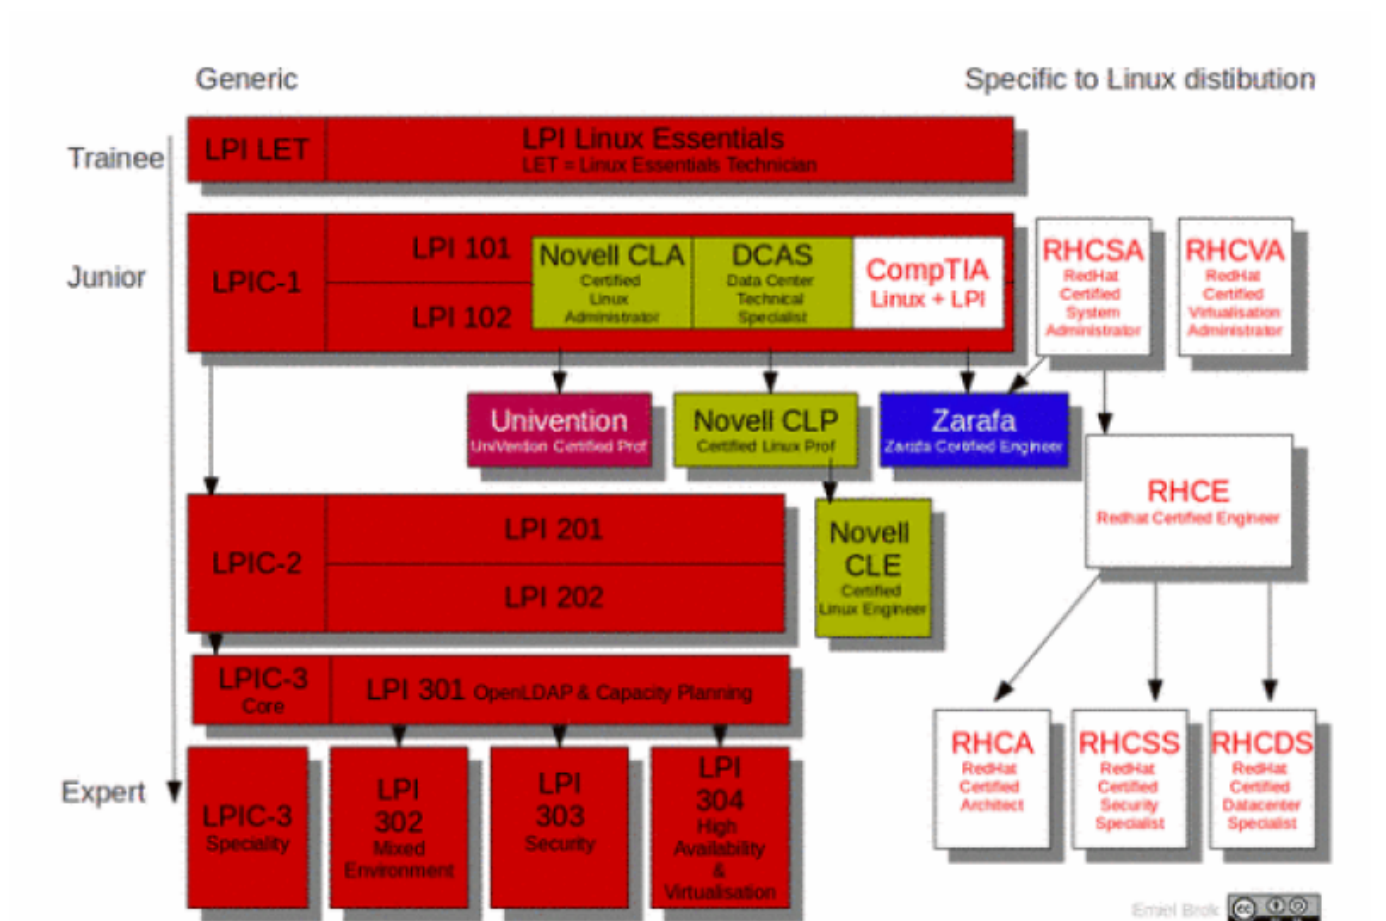 Generic
Specific to Linux distibution
Trainee
LPI LET
LPI Linux Essentials
LET = Linux Essentials Technician
Junior
LPIC-1
LPI 101
LPI 102
Novell CLA
Certified
Linux
Administrator
DCAS
Data Center
Technical
Specialist
CompTIA
Linux + LPI
RHCSA
RedHat
Certified
System
Administrator
RHCVA
RedHat
Certified
Virtualisation
Administrator
Univention
UniVention Certified Prof
Novell CLP
Certified Linux Prof
Zarafa
Zarafa Certified Engineer
RHCE
Redhat Certified Engineer
LPIC-2
LPI 201
LPI 202
Novell
CLE
Certified
Linux Engineer
LPIC-3
Core
LPI 301 OpenLDAP & Capacity Planning
Expert
LPIC-3
Speciality
LPI
302
Mixed
Environment
LPI
303
Security
LPI
304
High
Availability
&
Virtualisation
RHCA
RedHat
Certified
Architect
RHCSS
RedHat
Certified
Security
Specialist
RHCDS
RedHat
Certified
Datacenter
Specialist
Emiel Brok
cc